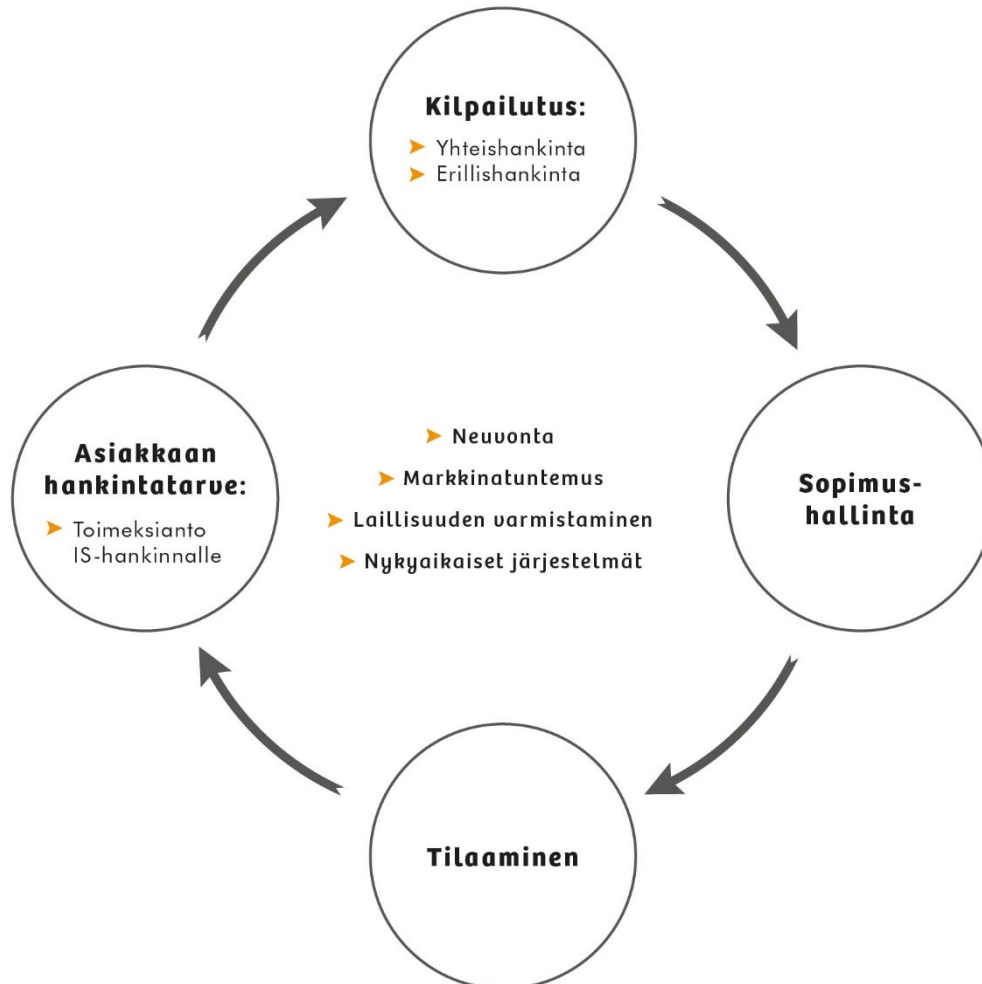 Kilpailutus:
➤ Yhteishankinta
➤ Erillishankinta
Asiakkaan
hankintatarve:
➤ Toimeksianto
IS-hankinnalle
➤ Neuvonta
➤ Markkinatuntemus
➤ Laillisuuden varmistaminen
➤ Nykyaikaiset järjestelmät
Sopimus-
hallinta
Tilaaminen